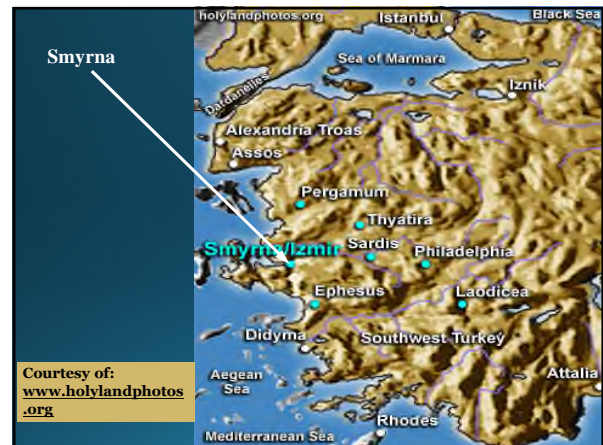 holylandphotos.org
Black Sea
Istanbul
Smyrna
Sea of Marmara
Iznik
Dardanelles
Alexandria Troas
Assos
Pergamum
Thyatira
Smyrna/Izmir
Sardis
Philadelphia
Ephesus
Laodicea
Didyma
Southwest Turkey
Courtesy of:
www.holylandphotos
.org
Aegean
Sea
Attalia
Rhodes
Mediterranean Sea